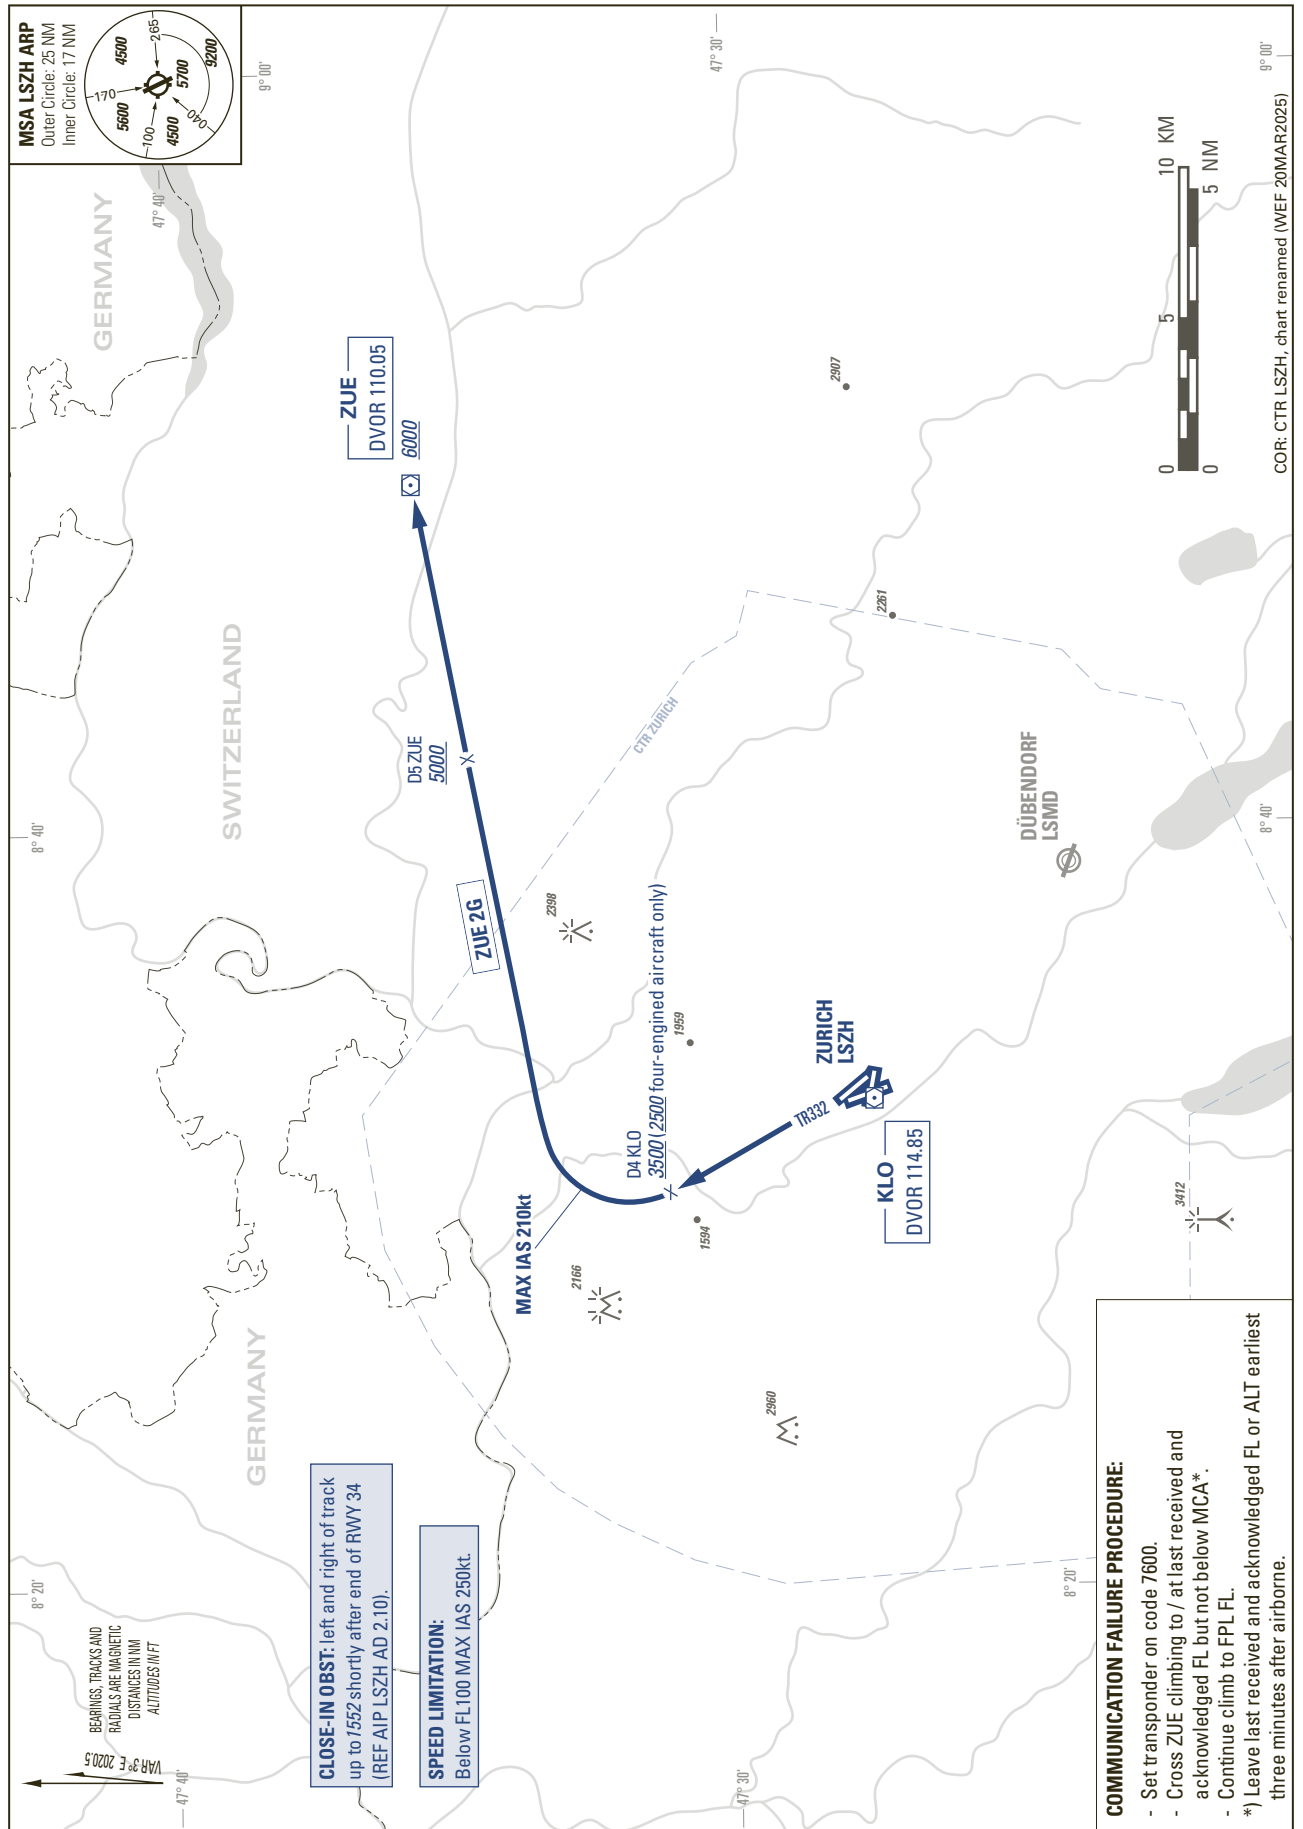 BEARINGS, TRACKS AND
RADIALS ARE MAGNETIC
DISTANCES IN NM
ALTITUDES IN FT
VAR 3° E 2020.5
8° 20'
8° 40'
9° 00'
47° 40'
47° 40'
47° 30'
47° 30'
8° 20'
8° 40'
9° 00'
MSA LSZH ARP
Outer Circle: 25 NM
Inner Circle: 17 NM
170
265
100
040
5600
4500
4500
5700
9200
GERMANY
SWITZERLAND
GERMANY
CLOSE-IN OBST: left and right of track
up to 1552 shortly after end of RWY 34
(REF AIP LSZH AD 2.10).
SPEED LIMITATION:
Below FL100 MAX IAS 250kt.
ZUE
DVOR 110.05
6000
D5 ZUE
5000
ZUE 2G
MAX IAS 210kt
D4 KLO
3500 (2500 four-engined aircraft only)
2398
2166
1959
1594
2960
2907
2261
3412
CTR ZURICH
TR332
ZURICH
LSZH
KLO
DVOR 114.85
DÜBENDORF
LSMD
COMMUNICATION FAILURE PROCEDURE:
- Set transponder on code 7600.
- Cross ZUE climbing to / at last received and
acknowledged FL but not below MCA*.
- Continue climb to FPL FL.
*) Leave last received and acknowledged FL or ALT earliest
three minutes after airborne.
0 5 10 KM
0 5 NM
COR: CTR LSZH, chart renamed (WEF 20MAR2025)